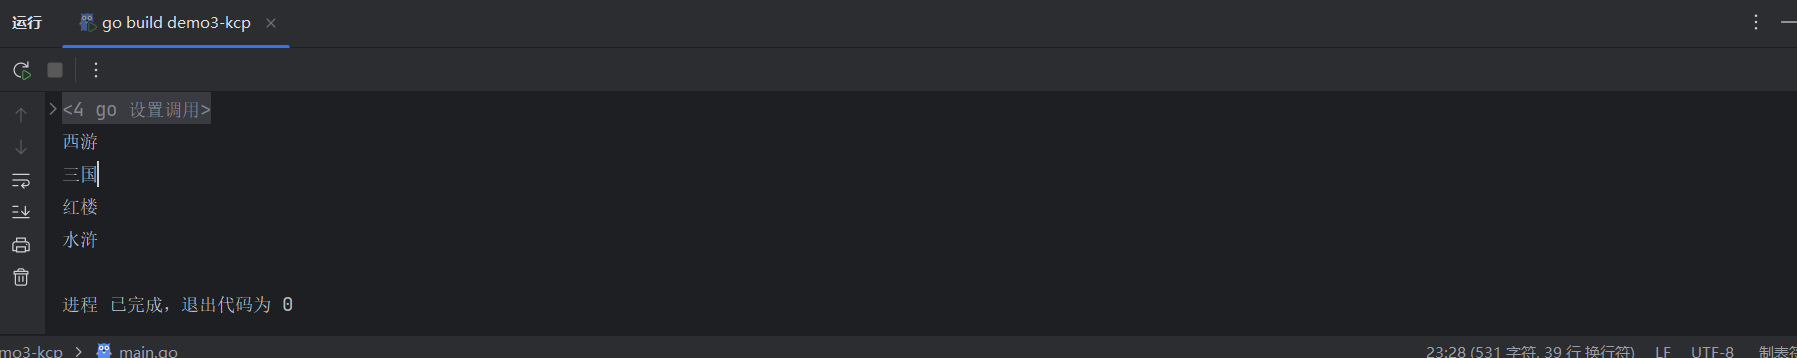 运行 go build demo3-kcp
<4 go 设置调用>
西游
三国
红楼
水浒
进程 已完成，退出代码为 0
mo3-kcp > main.go 23:28 (531 字符, 39 行 换行符) LF UTF-8 制表符